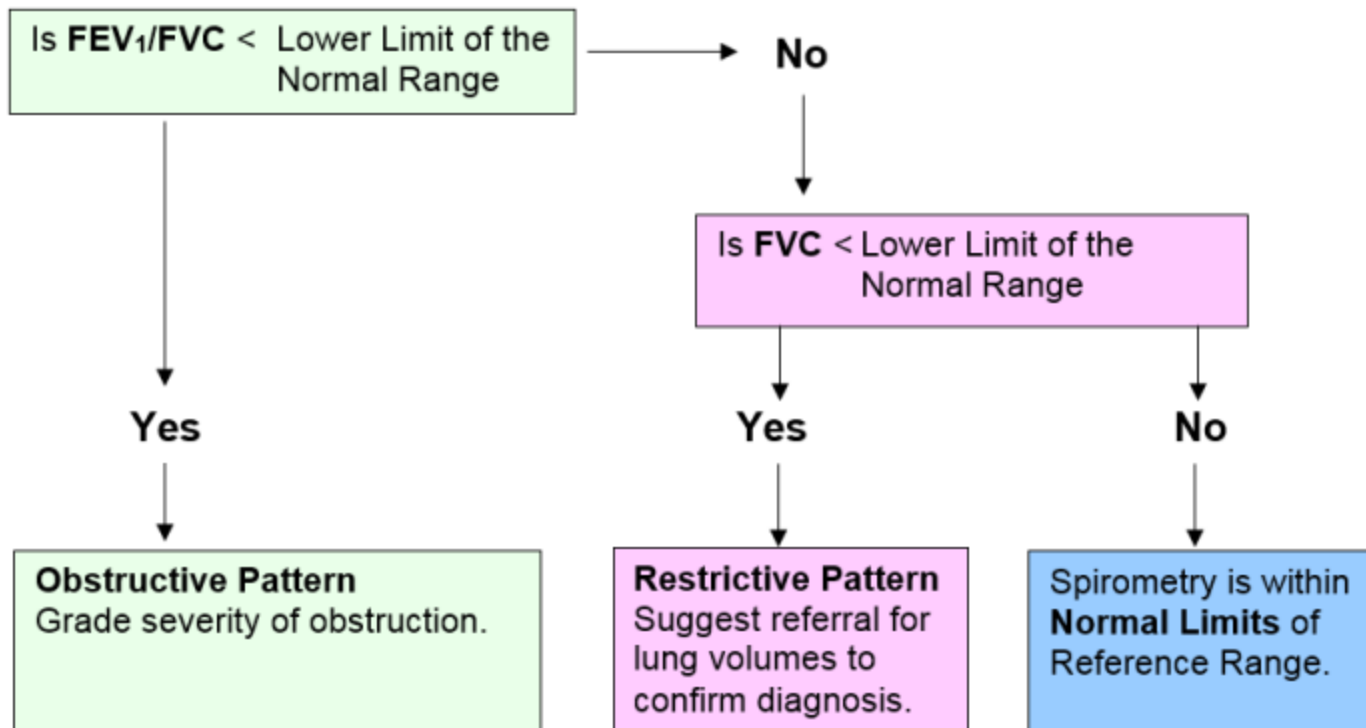 Is FEV₁/FVC < Lower Limit of the
Normal Range
No
Is FVC < Lower Limit of the
Normal Range
Yes
Yes
No
Obstructive Pattern
Grade severity of obstruction.
Restrictive Pattern
Suggest referral for
lung volumes to
confirm diagnosis.
Spirometry is within
Normal Limits of
Reference Range.